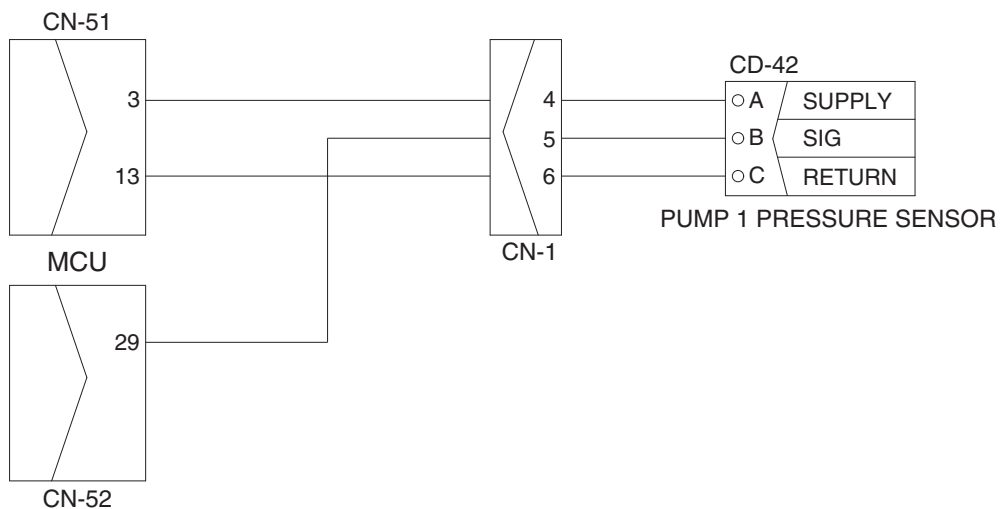 CN-51
3
13
MCU
29
CN-52
4
5
6
CN-1
CD-42
A SUPPLY
B SIG
C RETURN
PUMP 1 PRESSURE SENSOR